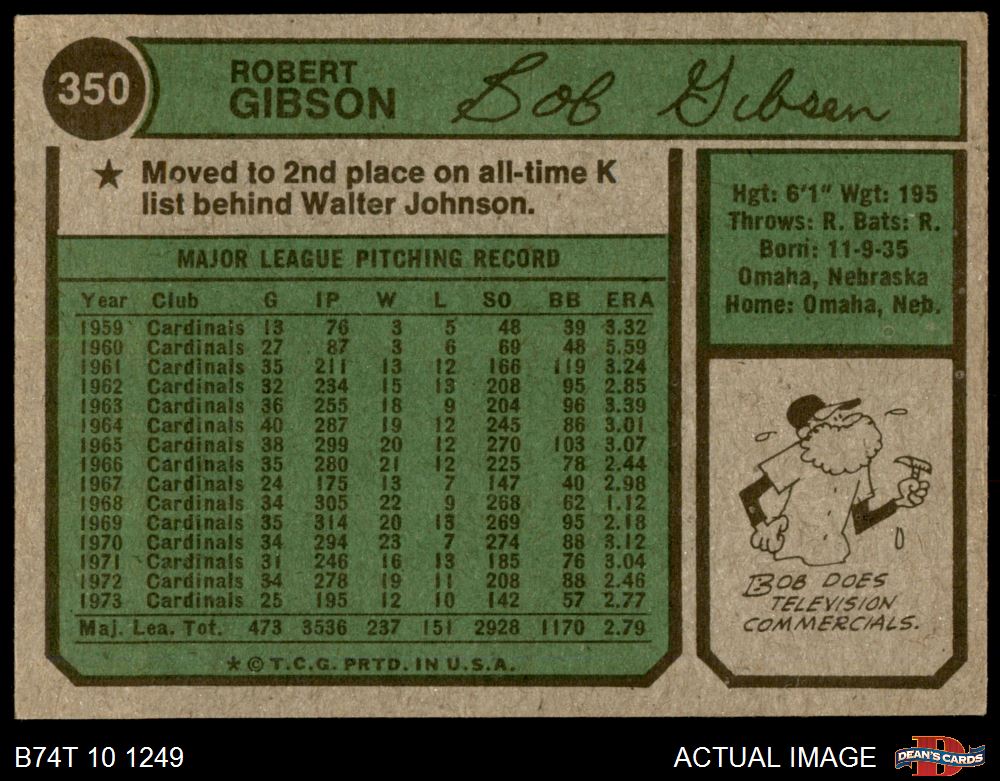 350
ROBERT
GIBSON
Bob Gibson
★ Moved to 2nd place on all-time K
list behind Walter Johnson.
MAJOR LEAGUE PITCHING RECORD
Year Club G IP W L SO BB ERA
1959 Cardinals 13 76 3 5 48 39 3.32
1960 Cardinals 27 87 3 6 69 48 5.59
1961 Cardinals 35 211 13 12 166 119 3.24
1962 Cardinals 32 234 15 13 208 95 2.85
1963 Cardinals 36 255 18 9 204 96 3.39
1964 Cardinals 40 287 19 12 245 86 3.01
1965 Cardinals 38 299 20 12 270 103 3.07
1966 Cardinals 35 280 21 12 225 78 2.44
1967 Cardinals 24 175 13 7 147 40 2.98
1968 Cardinals 34 305 22 9 268 62 1.12
1969 Cardinals 35 314 20 13 269 95 2.18
1970 Cardinals 34 294 23 7 274 88 3.12
1971 Cardinals 31 246 16 13 185 76 3.04
1972 Cardinals 34 278 19 11 208 88 2.46
1973 Cardinals 25 195 12 10 142 57 2.77
Maj. Lea. Tot. 473 3536 237 151 2928 1170 2.79
★ © T.C.G. PRTD. IN U.S.A.
Hgt: 6'1" Wgt: 195
Throws: R. Bats: R.
Born: 11-9-35
Omaha, Nebraska
Home: Omaha, Neb.
BOB DOES
TELEVISION
COMMERCIALS.
B74T 10 1249
ACTUAL IMAGE
D
DEAN'S CARDS